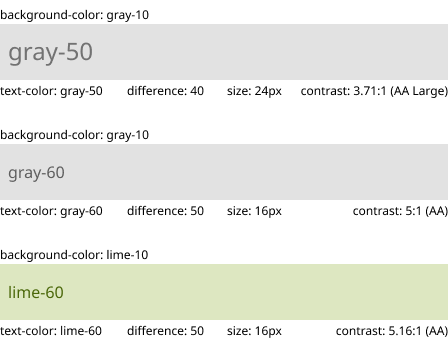 background-color: gray-10
gray-50
text-color: gray-50 difference: 40 size: 24px contrast: 3.71:1 (AA Large)
background-color: gray-10
gray-60
text-color: gray-60 difference: 50 size: 16px contrast: 5:1 (AA)
background-color: lime-10
lime-60
text-color: lime-60 difference: 50 size: 16px contrast: 5.16:1 (AA)